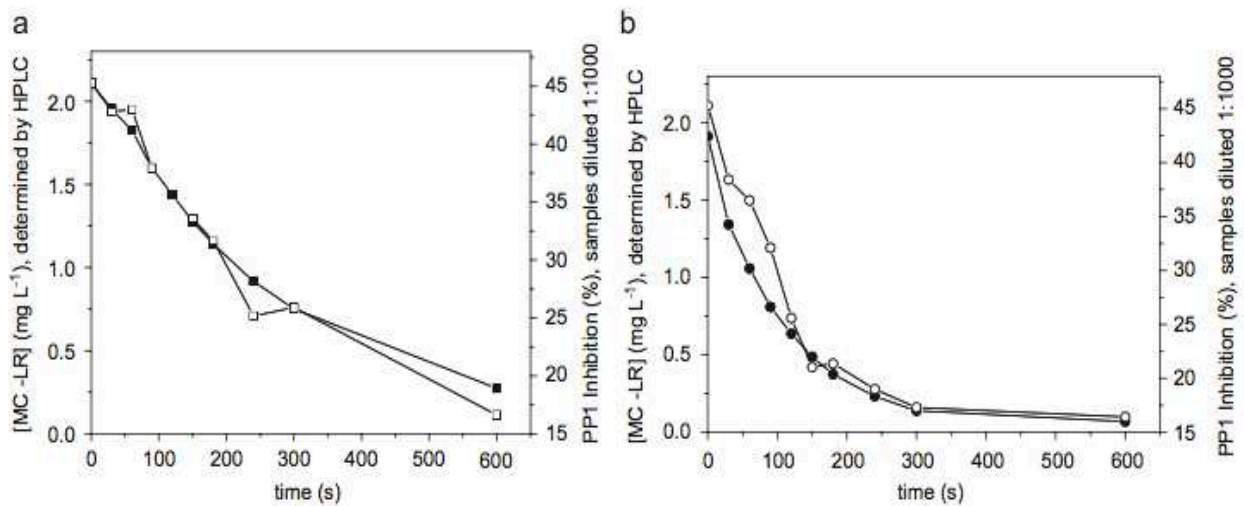 a
[MC -LR] (mg L⁻¹), determined by HPLC
2.0
1.5
1.0
0.5
0.0
0 100 200 300 400 500 600
time (s)
45
40
35
30
25
20
15
PP1 Inhibition (%), samples diluted 1:1000
b
[MC -LR] (mg L⁻¹), determined by HPLC
2.0
1.5
1.0
0.5
0.0
0 100 200 300 400 500 600
time (s)
45
40
35
30
25
20
15
PP1 Inhibition (%), samples diluted 1:1000